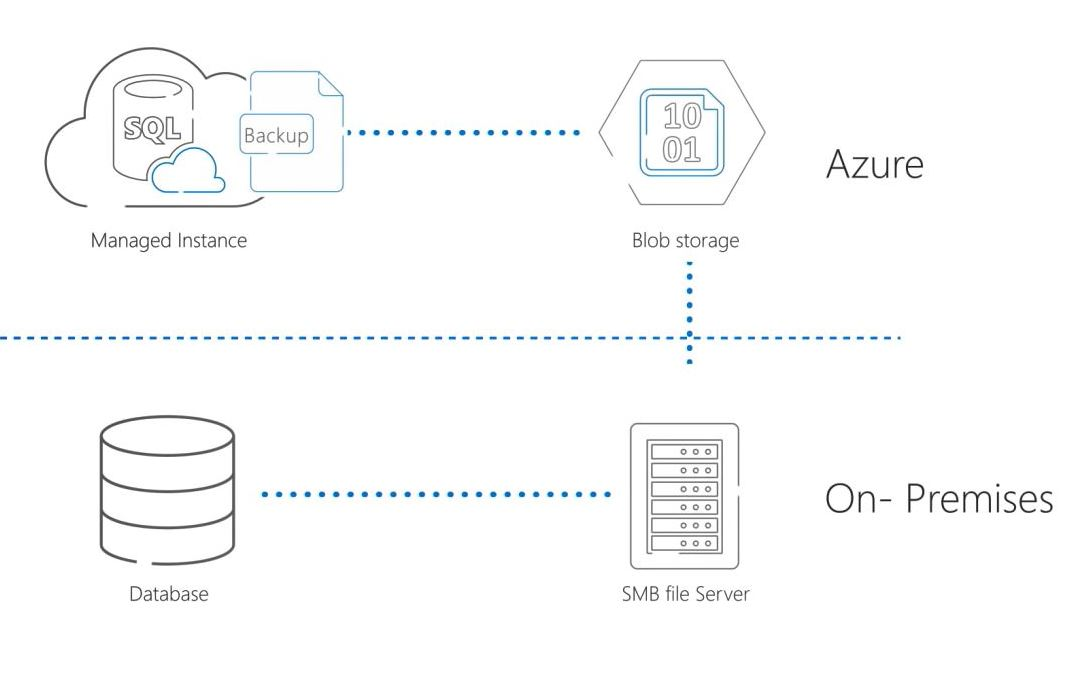 SQL
Backup
10
01
Azure
Managed Instance
Blob storage
On- Premises
Database
SMB file Server